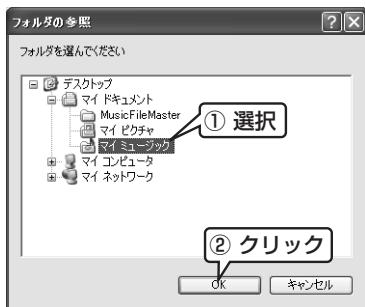 フォルダの参照
フォルダを選んでください
デスクトップ
マイ ドキュメント
MusicFileMaster
マイ ピクチャ
マイ ミュージック
マイ コンピュータ
マイ ネットワーク
① 選択
② クリック
OK
キャンセル